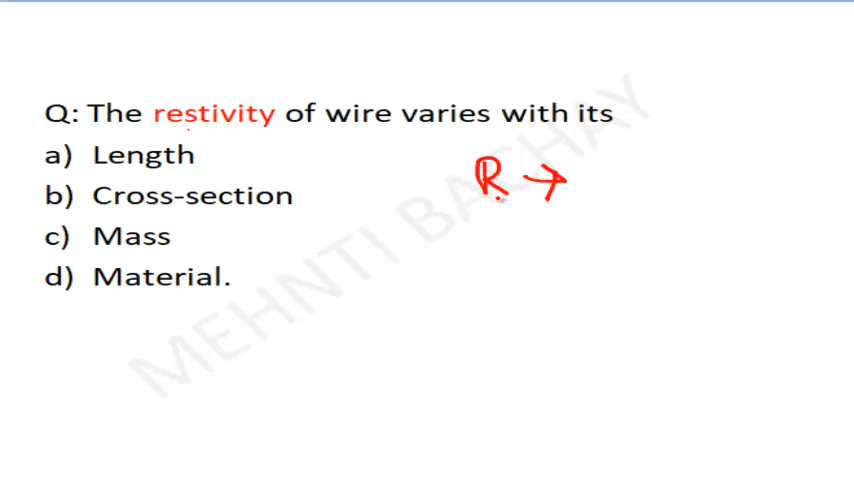 Q: The restivity of wire varies with its
a) Length
b) Cross-section
c) Mass
d) Material.
R →
MEHNTI BACHAY